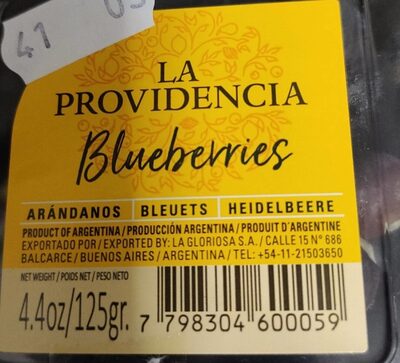 41
LA
PROVIDENCIA
Blueberries
ARÁNDANOS | BLEUETS | HEIDELBEERE
PRODUCT OF ARGENTINA / PRODUCCIÓN ARGENTINA / PRODUIT D'ARGENTINE
EXPORTADO POR / EXPORTED BY: LA GLORIOSA S.A. / CALLE 15 N° 686
BALCARCE / BUENOS AIRES / ARGENTINA / TEL: +54-11-21503650
NET WEIGHT / POIDS NET / PESO NETO
4.4oz/125gr.
7 798304 600059